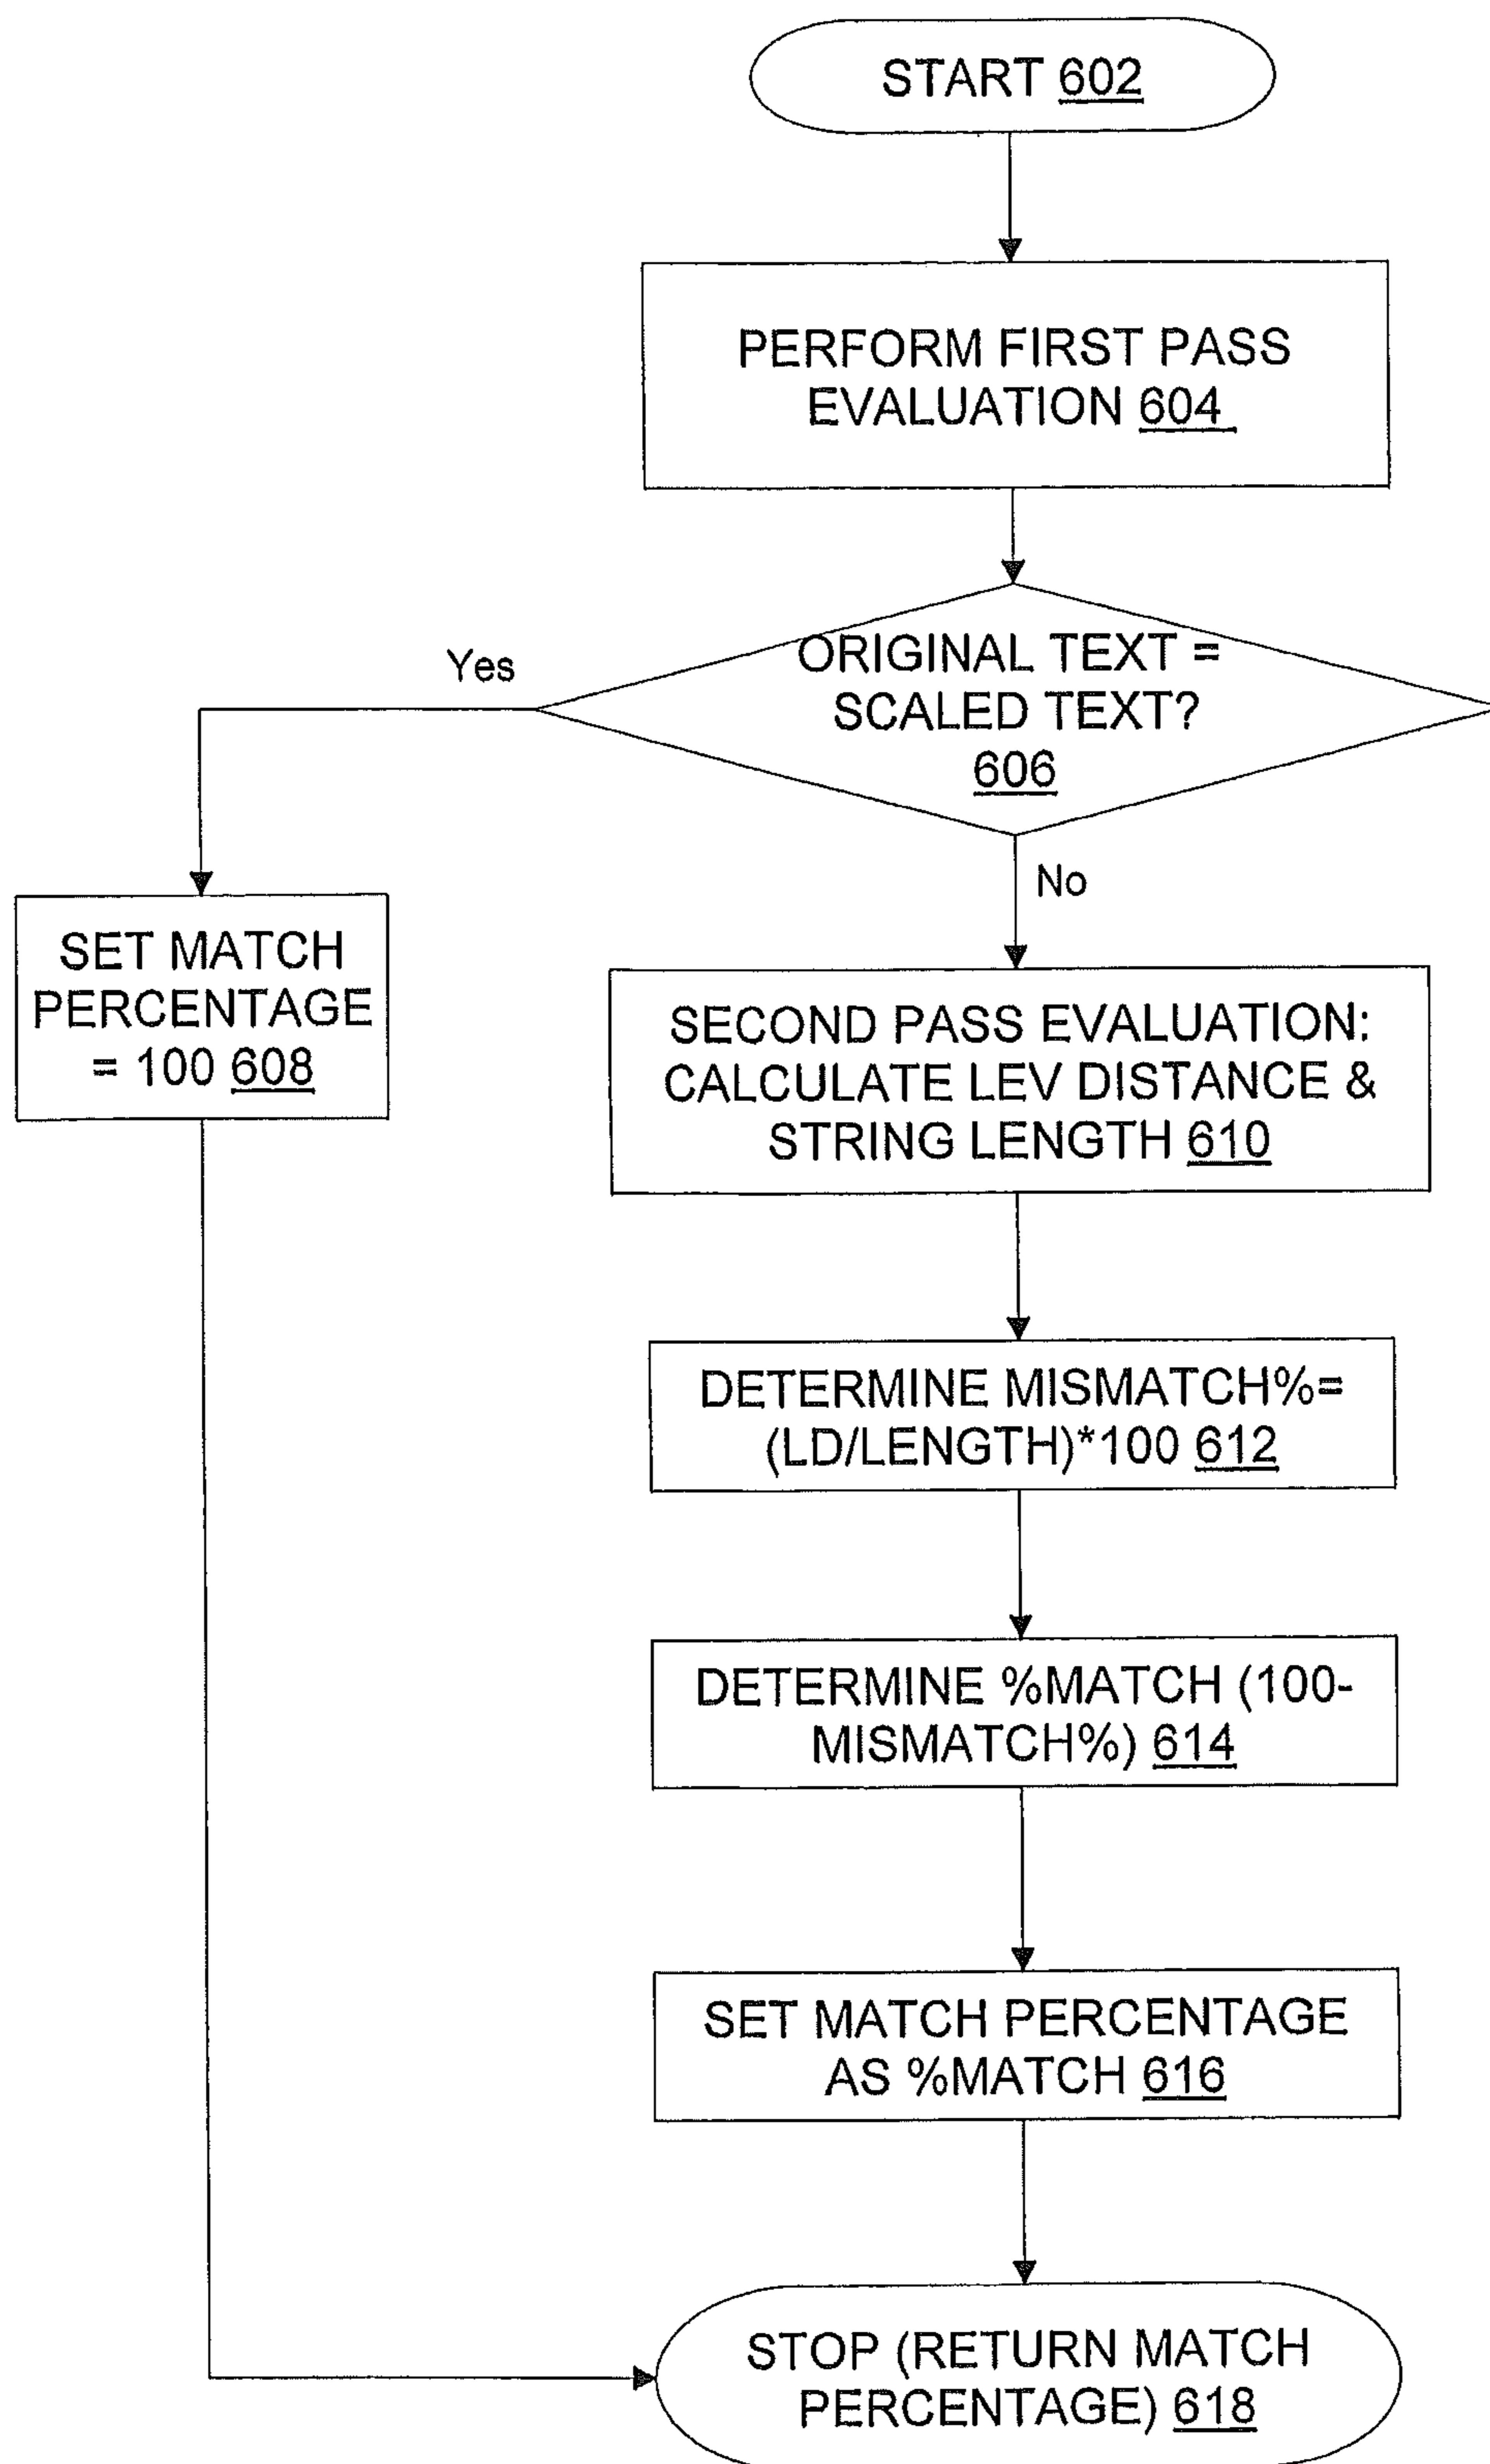 START 602
PERFORM FIRST PASS
EVALUATION 604
ORIGINAL TEXT =
SCALED TEXT?
606
Yes
No
SET MATCH
PERCENTAGE
= 100 608
SECOND PASS EVALUATION:
CALCULATE LEV DISTANCE &
STRING LENGTH 610
DETERMINE MISMATCH%=
(LD/LENGTH)*100 612
DETERMINE %MATCH (100-
MISMATCH%) 614
SET MATCH PERCENTAGE
AS %MATCH 616
STOP (RETURN MATCH
PERCENTAGE) 618